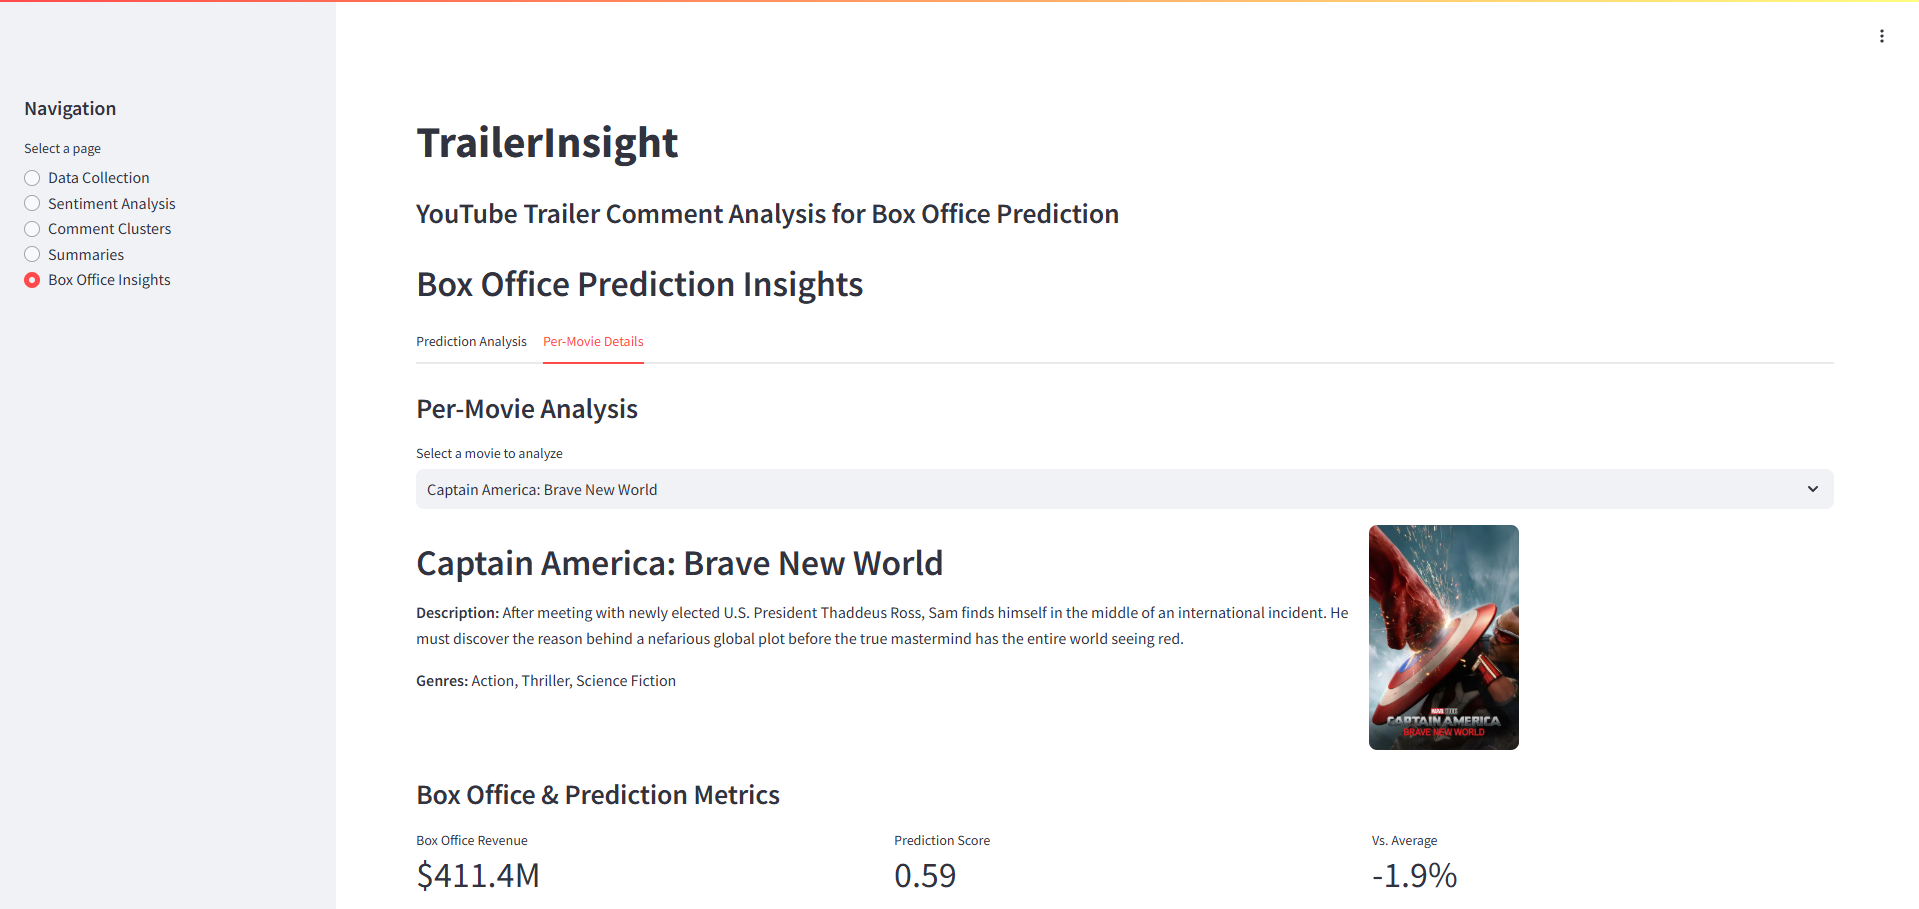 Navigation
Select a page
Data Collection
Sentiment Analysis
Comment Clusters
Summaries
Box Office Insights
TrailerInsight
YouTube Trailer Comment Analysis for Box Office Prediction
Box Office Prediction Insights
Prediction Analysis
Per-Movie Details
Per-Movie Analysis
Select a movie to analyze
Captain America: Brave New World
Captain America: Brave New World
Description: After meeting with newly elected U.S. President Thaddeus Ross, Sam finds himself in the middle of an international incident. He
must discover the reason behind a nefarious global plot before the true mastermind has the entire world seeing red.
Genres: Action, Thriller, Science Fiction
MARVEL STUDIOS
CAPTAIN AMERICA
BRAVE NEW WORLD
Box Office & Prediction Metrics
Box Office Revenue
$411.4M
Prediction Score
0.59
Vs. Average
-1.9%